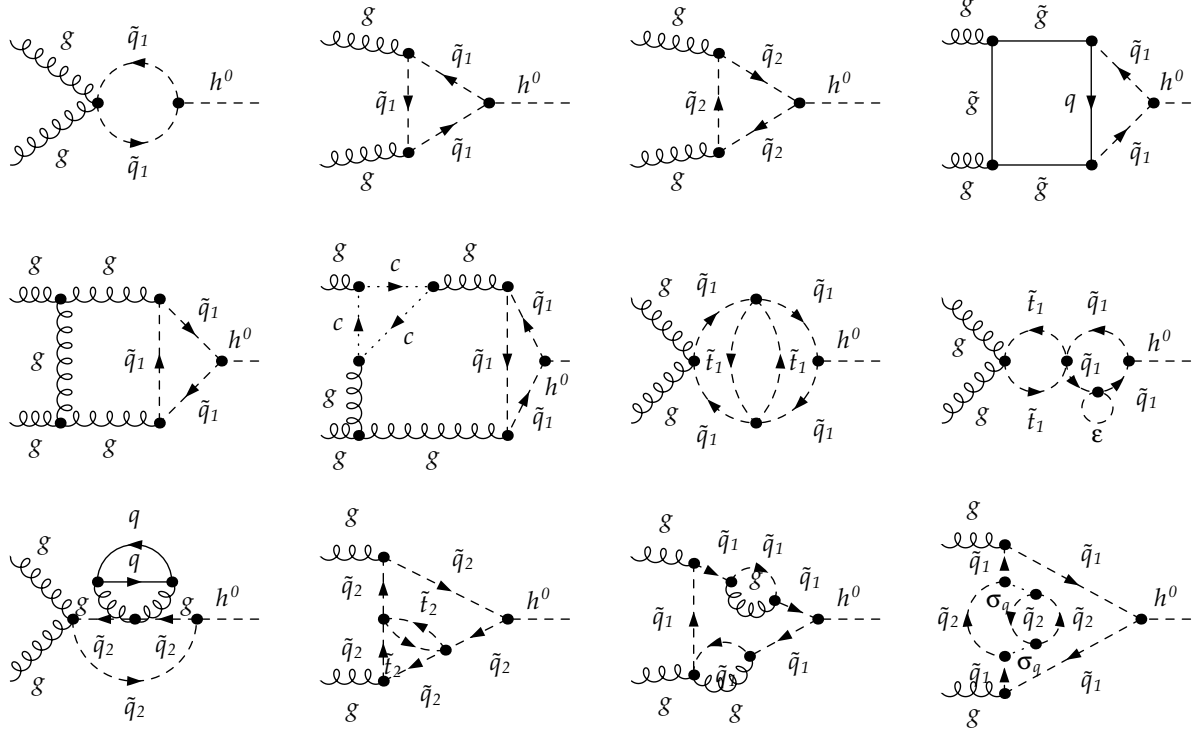 g q̃1 h0 g q̃1
g q̃1 q̃1 h0 g q̃1
g q̃2 q̃2 h0 g q̃2
g g̃ q̃1 h0 g̃ q g g̃ q̃1
g g q̃1 h0 g q̃1 g g q̃1
g c g q̃1 c c q̃1 h0 g g g q̃1
g q̃1 q̃1 h0 t̃1 t̃1 g q̃1 q̃1
g t̃1 q̃1 h0 q̃1 g t̃1 q̃1 ε
g q q g g h0 q̃2 q̃2 g q̃2
g q̃2 q̃2 t̃2 h0 q̃2 t̃2 q̃2 g
g q̃1 q̃1 g q̃1 h0 q̃1 q̃1 g g
g q̃1 q̃1 σq h0 q̃2 q̃2 q̃2 σq q̃1 q̃1 g